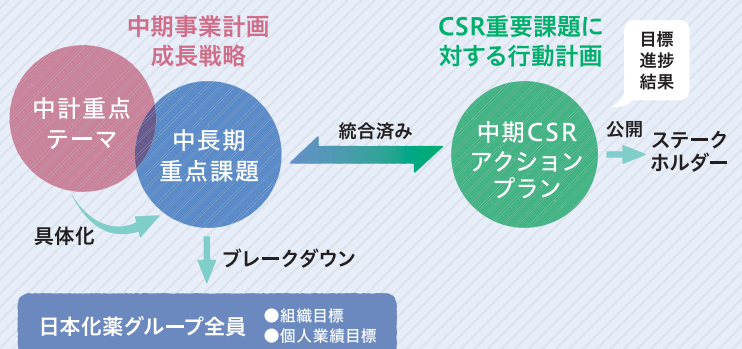 中期事業計画
成長戦略
CSR重要課題に
対する行動計画
目標
進捗
結果
中計重点
テーマ
中長期
重点課題
統合済み
中期CSR
アクション
プラン
公開
ステーク
ホルダー
具体化
ブレークダウン
日本化薬グループ全員
●組織目標
●個人業績目標